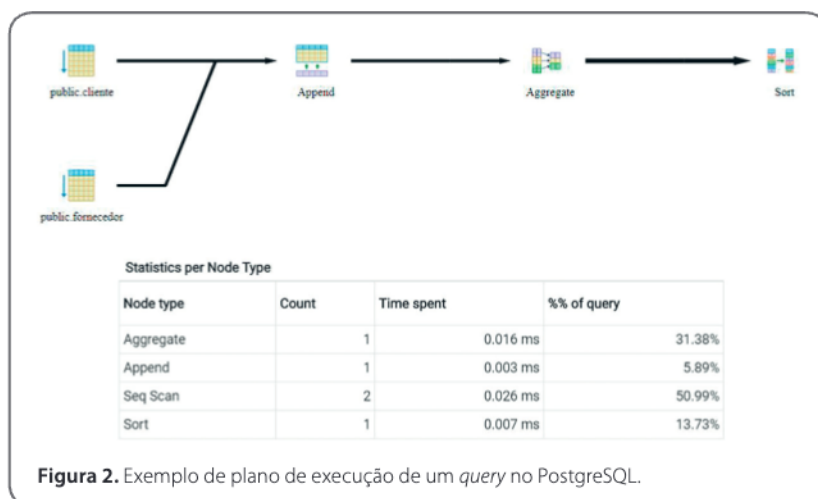 public.cliente
Append
Aggregate
Sort
public.fornecedor
Statistics per Node Type
Node type Count Time spent %% of query
Aggregate 1 0.016 ms 31.38%
Append 1 0.003 ms 5.89%
Seq Scan 2 0.026 ms 50.99%
Sort 1 0.007 ms 13.73%
Figura 2. Exemplo de plano de execução de um query no PostgreSQL.